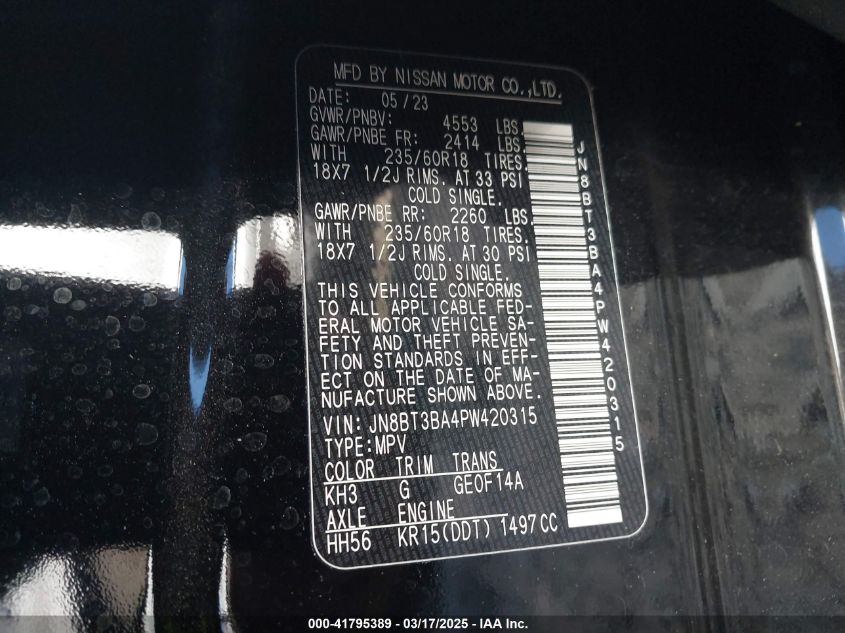 MFD BY NISSAN MOTOR CO.,LTD.
DATE: 05/23
GVWR/PNBV: 4553 LBS.
GAWR/PNBE FR: 2414 LBS.
WITH 235/60R18 TIRES.
18X7 1/2J RIMS. AT 33 PSI
COLD SINGLE.
GAWR/PNBE RR: 2260 LBS.
WITH 235/60R18 TIRES.
18X7 1/2J RIMS. AT 30 PSI
COLD SINGLE.
THIS VEHICLE CONFORMS
TO ALL APPLICABLE FED-
ERAL MOTOR VEHICLE SA-
FETY AND THEFT PREVEN-
TION STANDARDS IN EFF-
ECT ON THE DATE OF MA-
NUFACTURE SHOWN ABOVE.
VIN: JN8BT3BA4PW420315
TYPE:MPV
COLOR TRIM TRANS
KH3 G GE0F14A
AXLE ENGINE
HH56 KR15(DDT) 1497CC
JN8BT3BA4PW420315
000-41795389 - 03/17/2025 - IAA Inc.